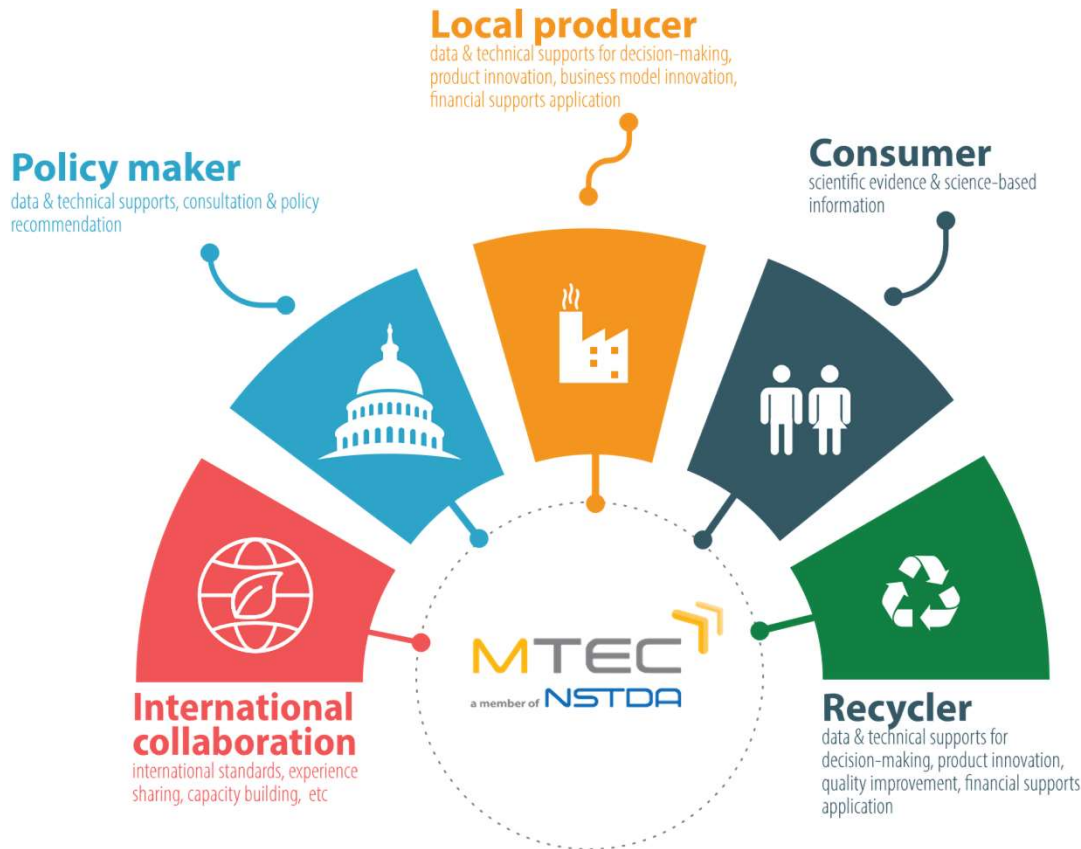 Local producer
data & technical supports for decision-making,
product innovation, business model innovation,
financial supports application
Policy maker
data & technical supports, consultation & policy
recommendation
Consumer
scientific evidence & science-based
information
MTEC
a member of NSTDA
International
collaboration
international standards, experience
sharing, capacity building, etc
Recycler
data & technical supports for
decision-making, product innovation,
quality improvement, financial supports
application